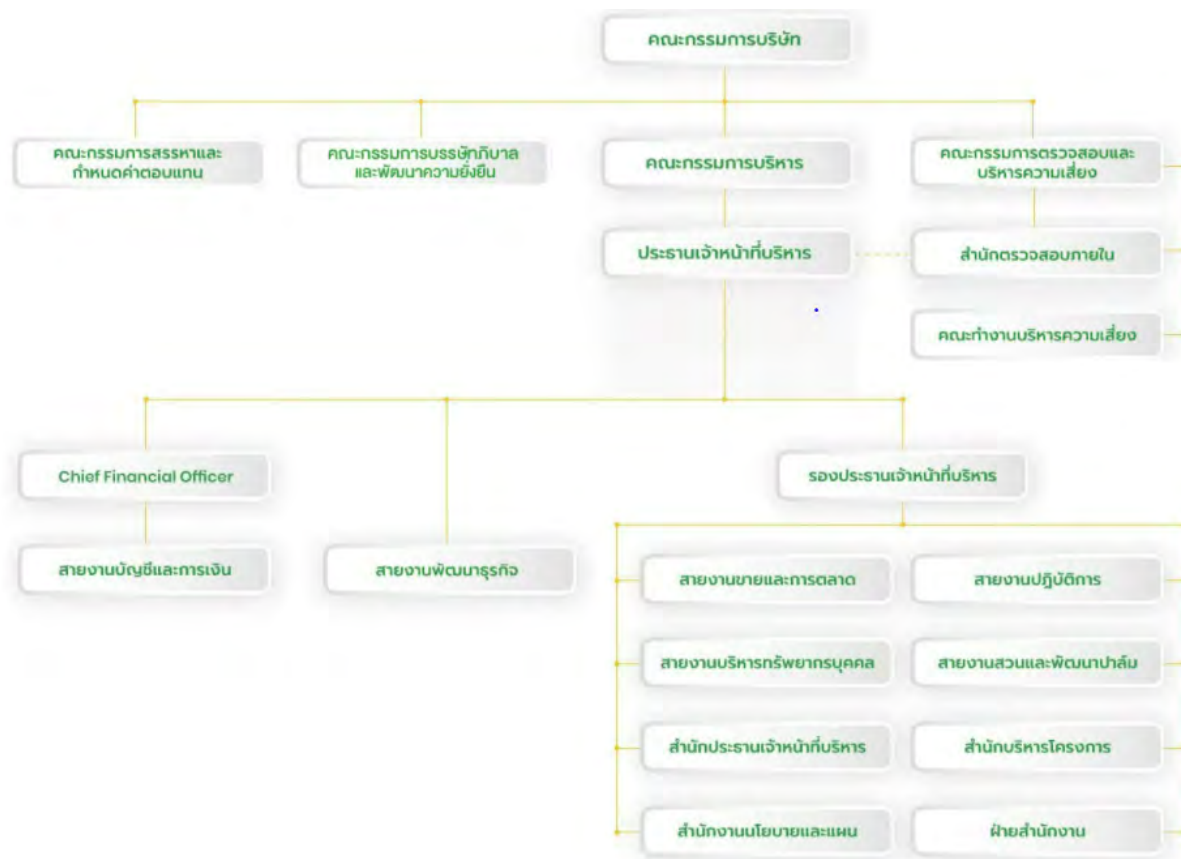 คณะกรรมการบริษัท
คณะกรรมการสรรหาและ
กำหนดค่าตอบแทน
คณะกรรมการบรรษัทภิบาล
และพัฒนาความยั่งยืน
คณะกรรมการบริหาร
คณะกรรมการตรวจสอบและ
บริหารความเสี่ยง
ประธานเจ้าหน้าที่บริหาร
สำนักตรวจสอบภายใน
คณะทำงานบริหารความเสี่ยง
Chief Financial Officer
รองประธานเจ้าหน้าที่บริหาร
สายงานบัญชีและการเงิน
สายงานพัฒนาธุรกิจ
สายงานขายและการตลาด
สายงานปฏิบัติการ
สายงานบริหารทรัพยากรบุคคล
สายงานสวนและพัฒนาปาล์ม
สำนักประธานเจ้าหน้าที่บริหาร
สำนักบริหารโครงการ
สำนักงานนโยบายและแผน
ฝ่ายสำนักงาน